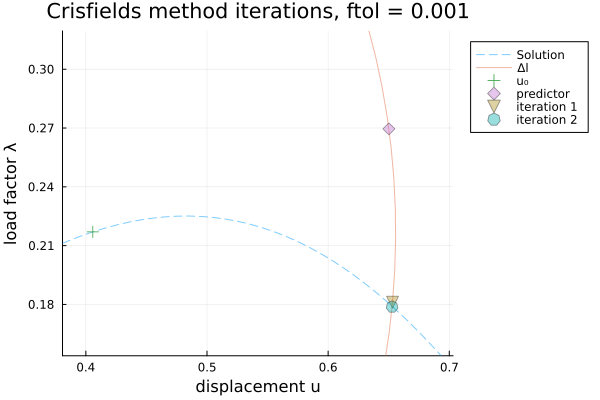 Crisfields method iterations, ftol = 0.001
load factor λ
0.30
0.27
0.24
0.21
0.18
0.4
0.5
0.6
0.7
displacement u
Solution
Δl
u₀
predictor
iteration 1
iteration 2